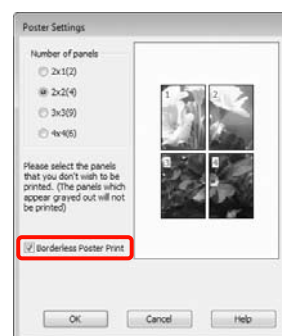 Poster Settings
Number of panels
2x1(2)
2x2(4)
3x3(9)
4x4(6)
1
2
3
4
Please select the panels
that you don't wish to be
printed. (The panels which
appear grayed out will not
be printed)
Borderless Poster Print
OK
Cancel
Help